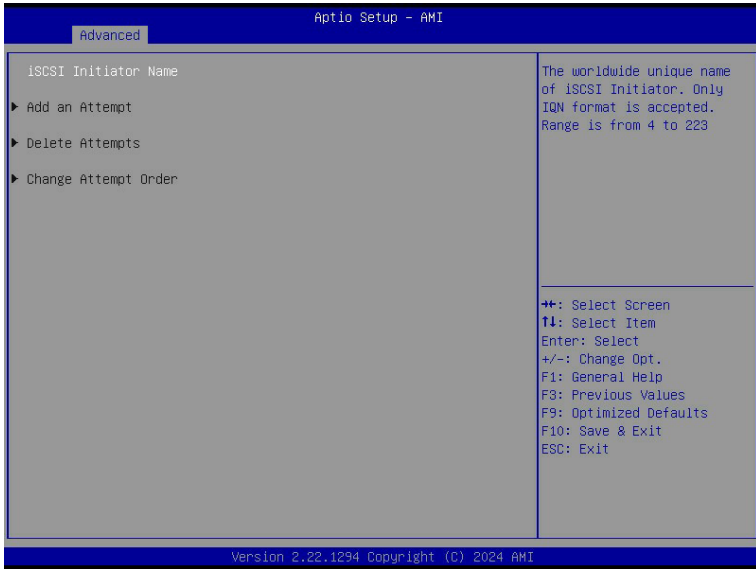 Aptio Setup – AMI
Advanced
iSCSI Initiator Name
▶ Add an Attempt
▶ Delete Attempts
▶ Change Attempt Order
The worldwide unique name
of iSCSI Initiator. Only
IQN format is accepted.
Range is from 4 to 223
→←: Select Screen
↑↓: Select Item
Enter: Select
+/-: Change Opt.
F1: General Help
F3: Previous Values
F9: Optimized Defaults
F10: Save & Exit
ESC: Exit
Version 2.22.1294 Copyright (C) 2024 AMI